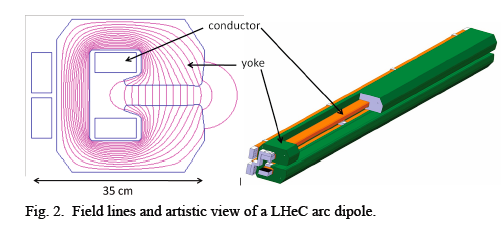 conductor
yoke
35 cm
Fig. 2. Field lines and artistic view of a LHeC arc dipole.